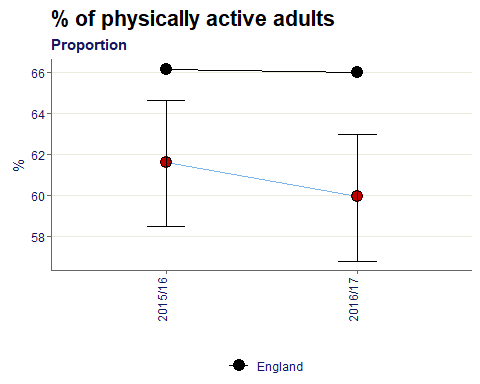 % of physically active adults
Proportion
66
64
62
60
58
%
2015/16
2016/17
England